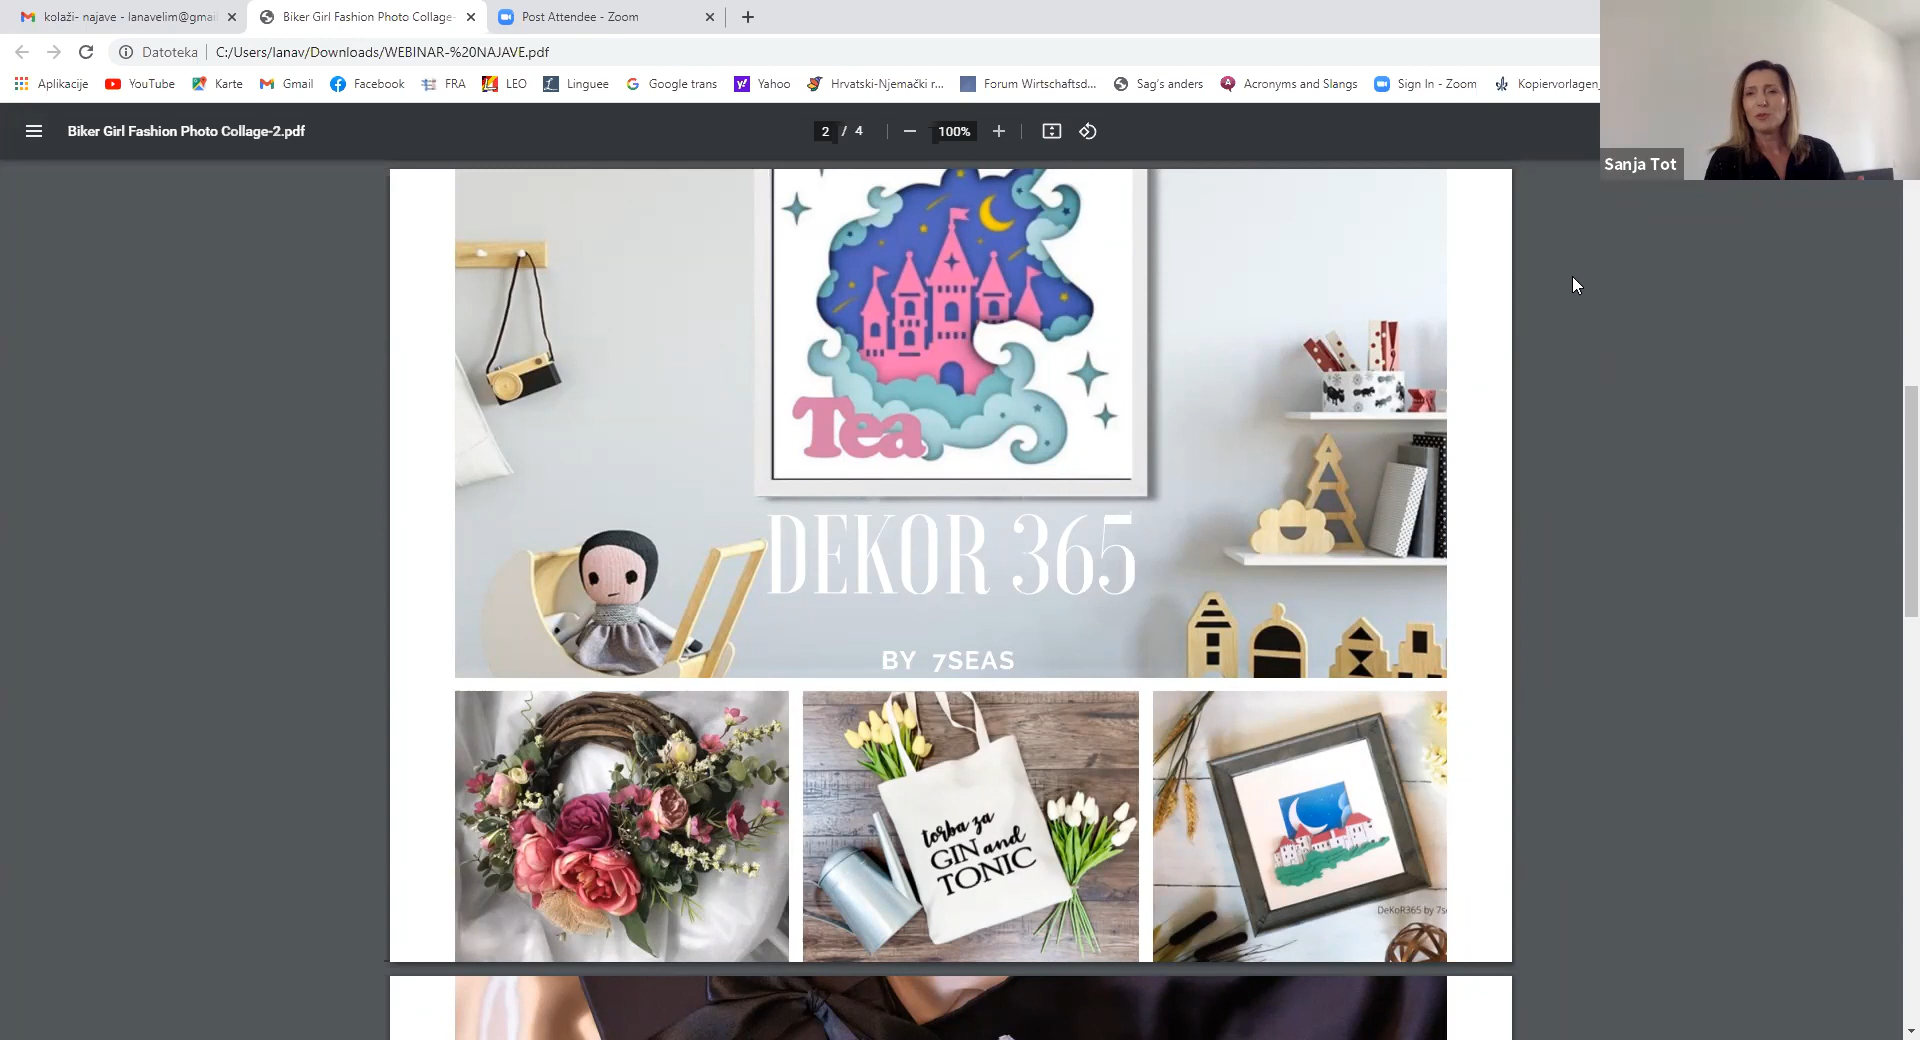 kolaži- najave - lanavelim@gmai
Biker Girl Fashion Photo Collage-
Post Attendee - Zoom
Datoteka
C:/Users/lanav/Downloads/WEBINAR-%20NAJAVE.pdf
Aplikacije
YouTube
Karte
Gmail
Facebook
FRA
LEO
Linguee
Google trans
Yahoo
Hrvatski-Njemački r...
Forum Wirtschaftsd...
Sag's anders
Acronyms and Slangs
Sign In - Zoom
Kopiervorlagen
Biker Girl Fashion Photo Collage-2.pdf
2 / 4
100%
Sanja Tot
Tea
DEKOR 365
BY 7SEAS
torba za
GIN and
TONIC
DeKoR365 by 7s